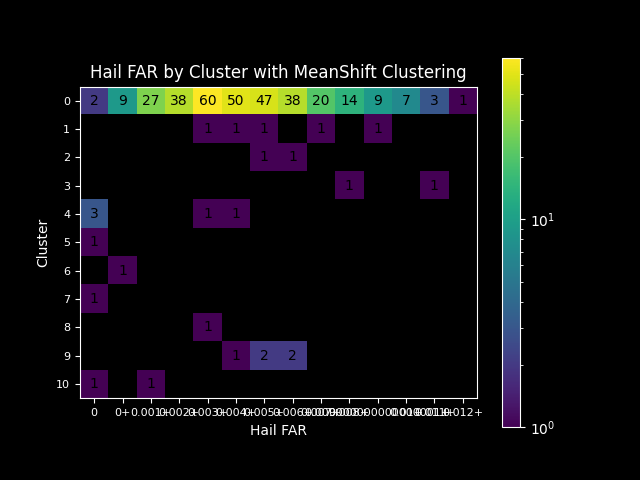 Hail FAR by Cluster with MeanShift Clustering
0 2 9 27 38 60 50 47 38 20 14 9 7 3 1
1 1 1 1 1 1
2 1 1
3 1 1
4 3 1 1
5 1
6 1
7 1
8 1
9 1 2 2
10 1 1
0 0+
Hail FAR
Cluster
10¹
10⁰